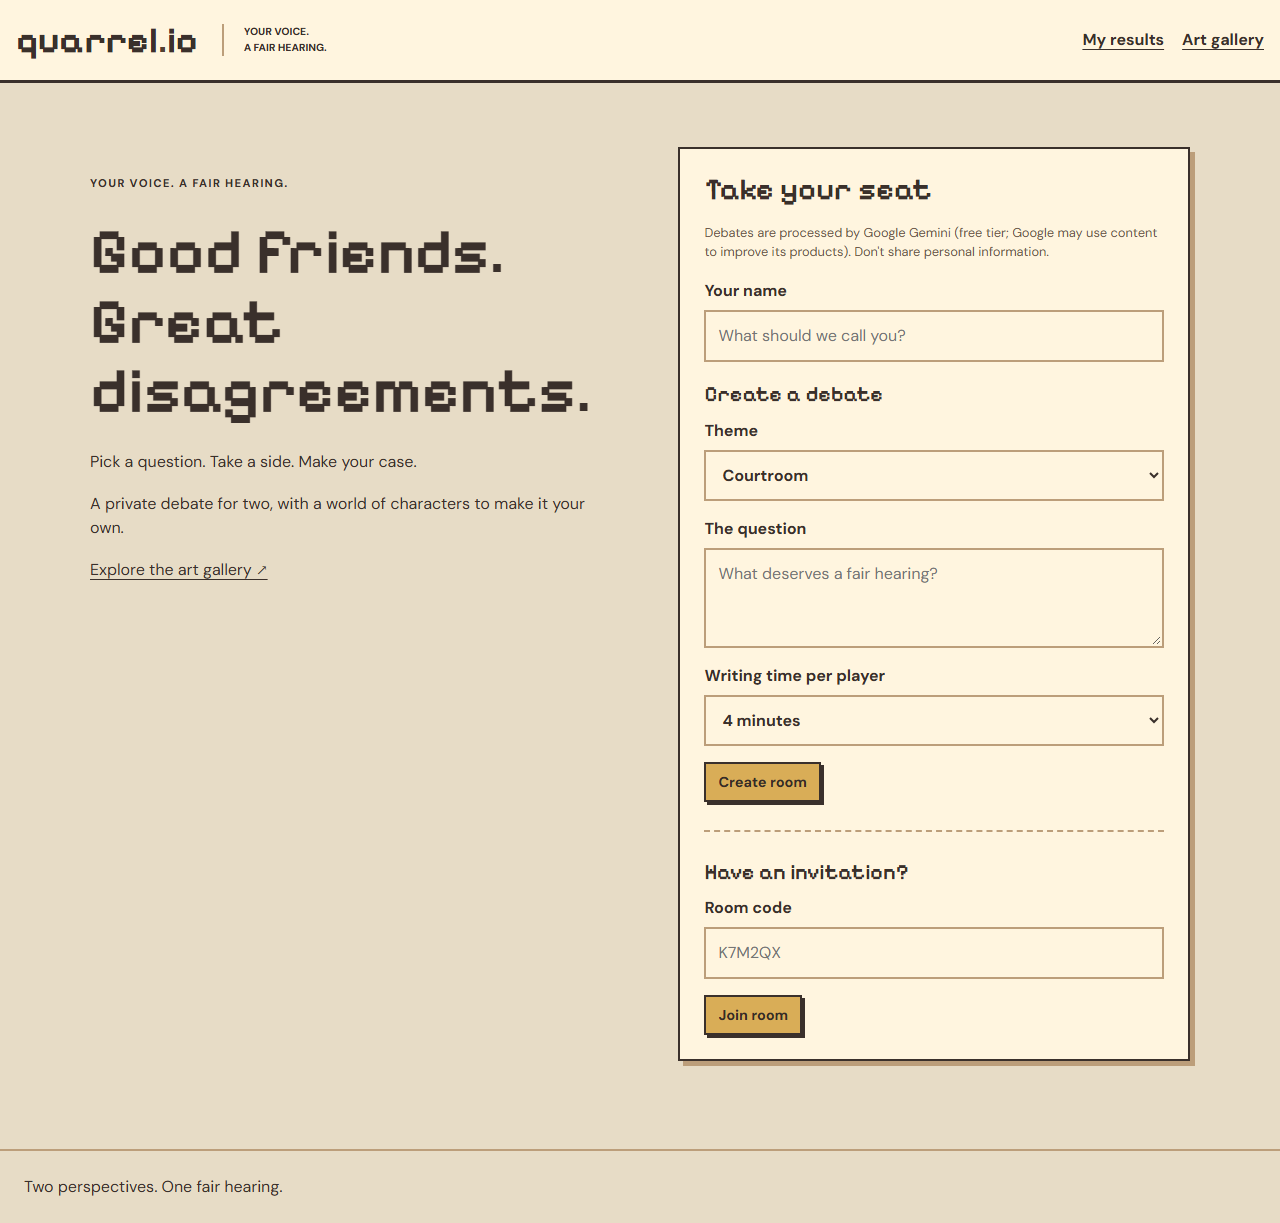 quarrel.io
YOUR VOICE.
A FAIR HEARING.
My results
Art gallery
YOUR VOICE. A FAIR HEARING.
Good friends.
Great
disagreements.
Pick a question. Take a side. Make your case.
A private debate for two, with a world of characters to make it your
own.
Explore the art gallery ↗
Take your seat
Debates are processed by Google Gemini (free tier; Google may use content
to improve its products). Don't share personal information.
Your name
What should we call you?
Create a debate
Theme
Courtroom
The question
What deserves a fair hearing?
Writing time per player
4 minutes
Create room
Have an invitation?
Room code
K7M2QX
Join room
Two perspectives. One fair hearing.